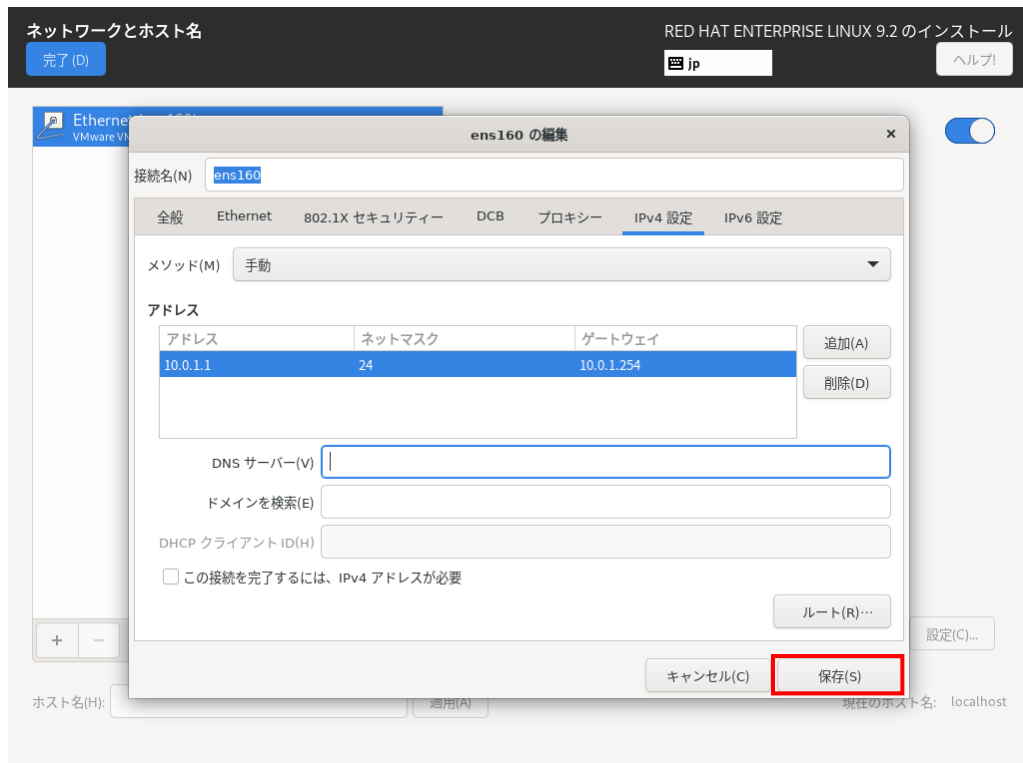 ネットワークとホスト名
RED HAT ENTERPRISE LINUX 9.2 のインストール
完了 (D)
jp
ヘルプ!
ens160 の編集
接続名(N)
ens160
全般
Ethernet
802.1X セキュリティー
DCB
プロキシー
IPv4 設定
IPv6 設定
メソッド(M)
手動
アドレス
アドレス
ネットマスク
ゲートウェイ
10.0.1.1
24
10.0.1.254
追加(A)
削除(D)
DNS サーバー(V)
ドメインを検索(E)
DHCP クライアント ID(H)
この接続を完了するには、IPv4 アドレスが必要
ルート(R)…
+
−
設定(C)...
キャンセル(C)
保存(S)
ホスト名(H):
適用(A)
現在のホスト名:
localhost